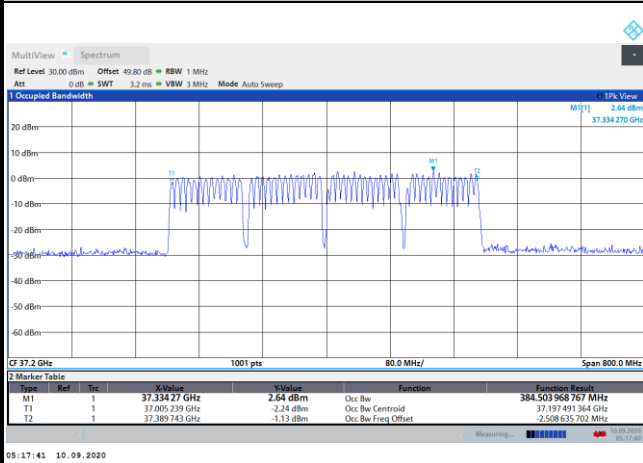 MultiView Spectrum
Ref Level 30.00 dBm Offset 49.80 dB RBW 1 MHz
Att 0 dB SWT 3.2 ms VBW 3 MHz Mode Auto Sweep
1 Occupied Bandwidth 1Pk View
M1[1] 2.64 dBm
37.334 270 GHz
20 dBm
10 dBm
M1
T1 T2
0 dBm
-10 dBm
-20 dBm
-30 dBm
-40 dBm
-50 dBm
-60 dBm
CF 37.2 GHz 1001 pts 80.0 MHz/ Span 800.0 MHz
2 Marker Table
Type Ref Trc X-Value Y-Value Function Function Result
M1 1 37.334 27 GHz 2.64 dBm Occ Bw 384.503 968 767 MHz
T1 1 37.005 239 GHz -2.24 dBm Occ Bw Centroid 37.197 491 364 GHz
T2 1 37.389 743 GHz -1.13 dBm Occ Bw Freq Offset -2.508 635 702 MHz
Measuring... 10.09.2020
05:17:40
05:17:41 10.09.2020